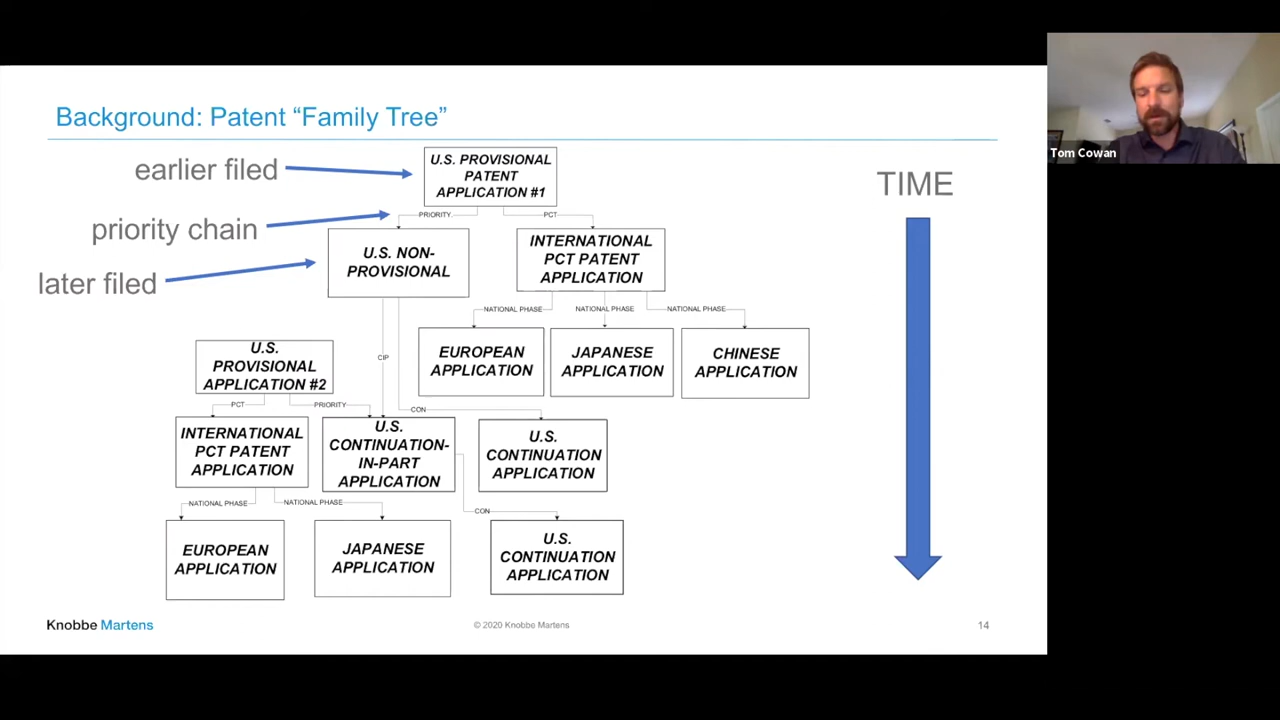 Background: Patent “Family Tree”
earlier filed
priority chain
later filed
TIME
U.S. PROVISIONAL
PATENT
APPLICATION #1
PRIORITY
PCT
U.S. NON-
PROVISIONAL
INTERNATIONAL
PCT PATENT
APPLICATION
NATIONAL PHASE
NATIONAL PHASE
NATIONAL PHASE
EUROPEAN
APPLICATION
JAPANESE
APPLICATION
CHINESE
APPLICATION
U.S.
PROVISIONAL
APPLICATION #2
CIP
PCT
PRIORITY
CON
INTERNATIONAL
PCT PATENT
APPLICATION
U.S.
CONTINUATION-
IN-PART
APPLICATION
U.S.
CONTINUATION
APPLICATION
NATIONAL PHASE
NATIONAL PHASE
CON
EUROPEAN
APPLICATION
JAPANESE
APPLICATION
U.S.
CONTINUATION
APPLICATION
Knobbe Martens
© 2020 Knobbe Martens
14
Tom Cowan